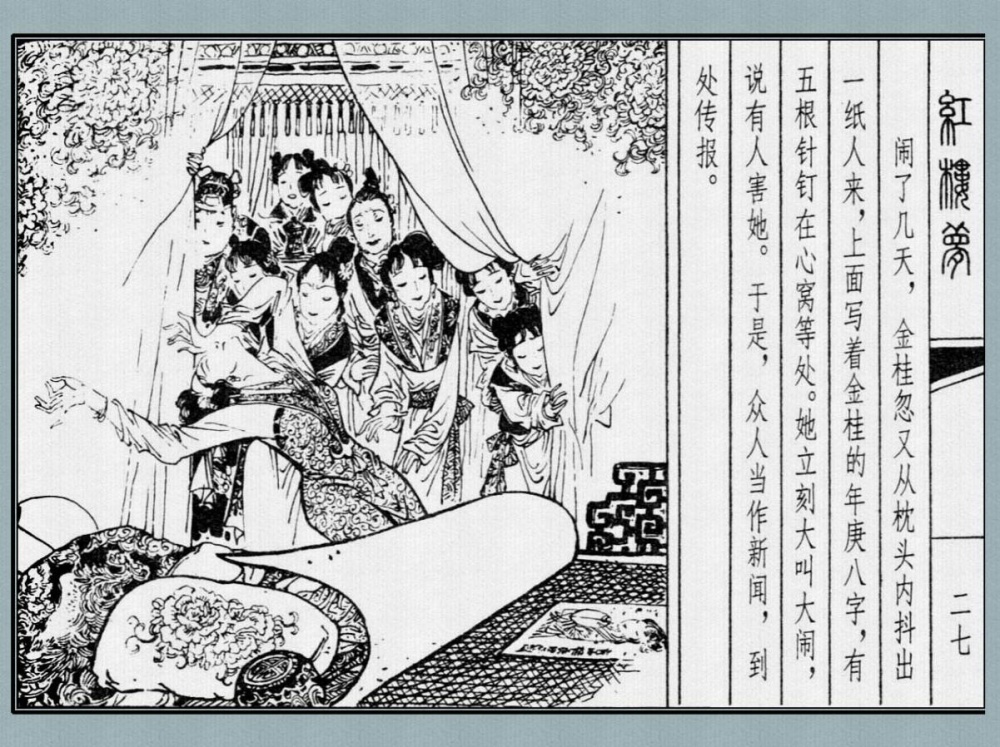 紅樓夢
二七
闹了几天，金桂忽又从枕头内抖出
一纸人来，上面写着金桂的年庚八字，有
五根针钉在心窝等处。她立刻大叫大闹，
说有人害她。于是，众人当作新闻，到
处传报。